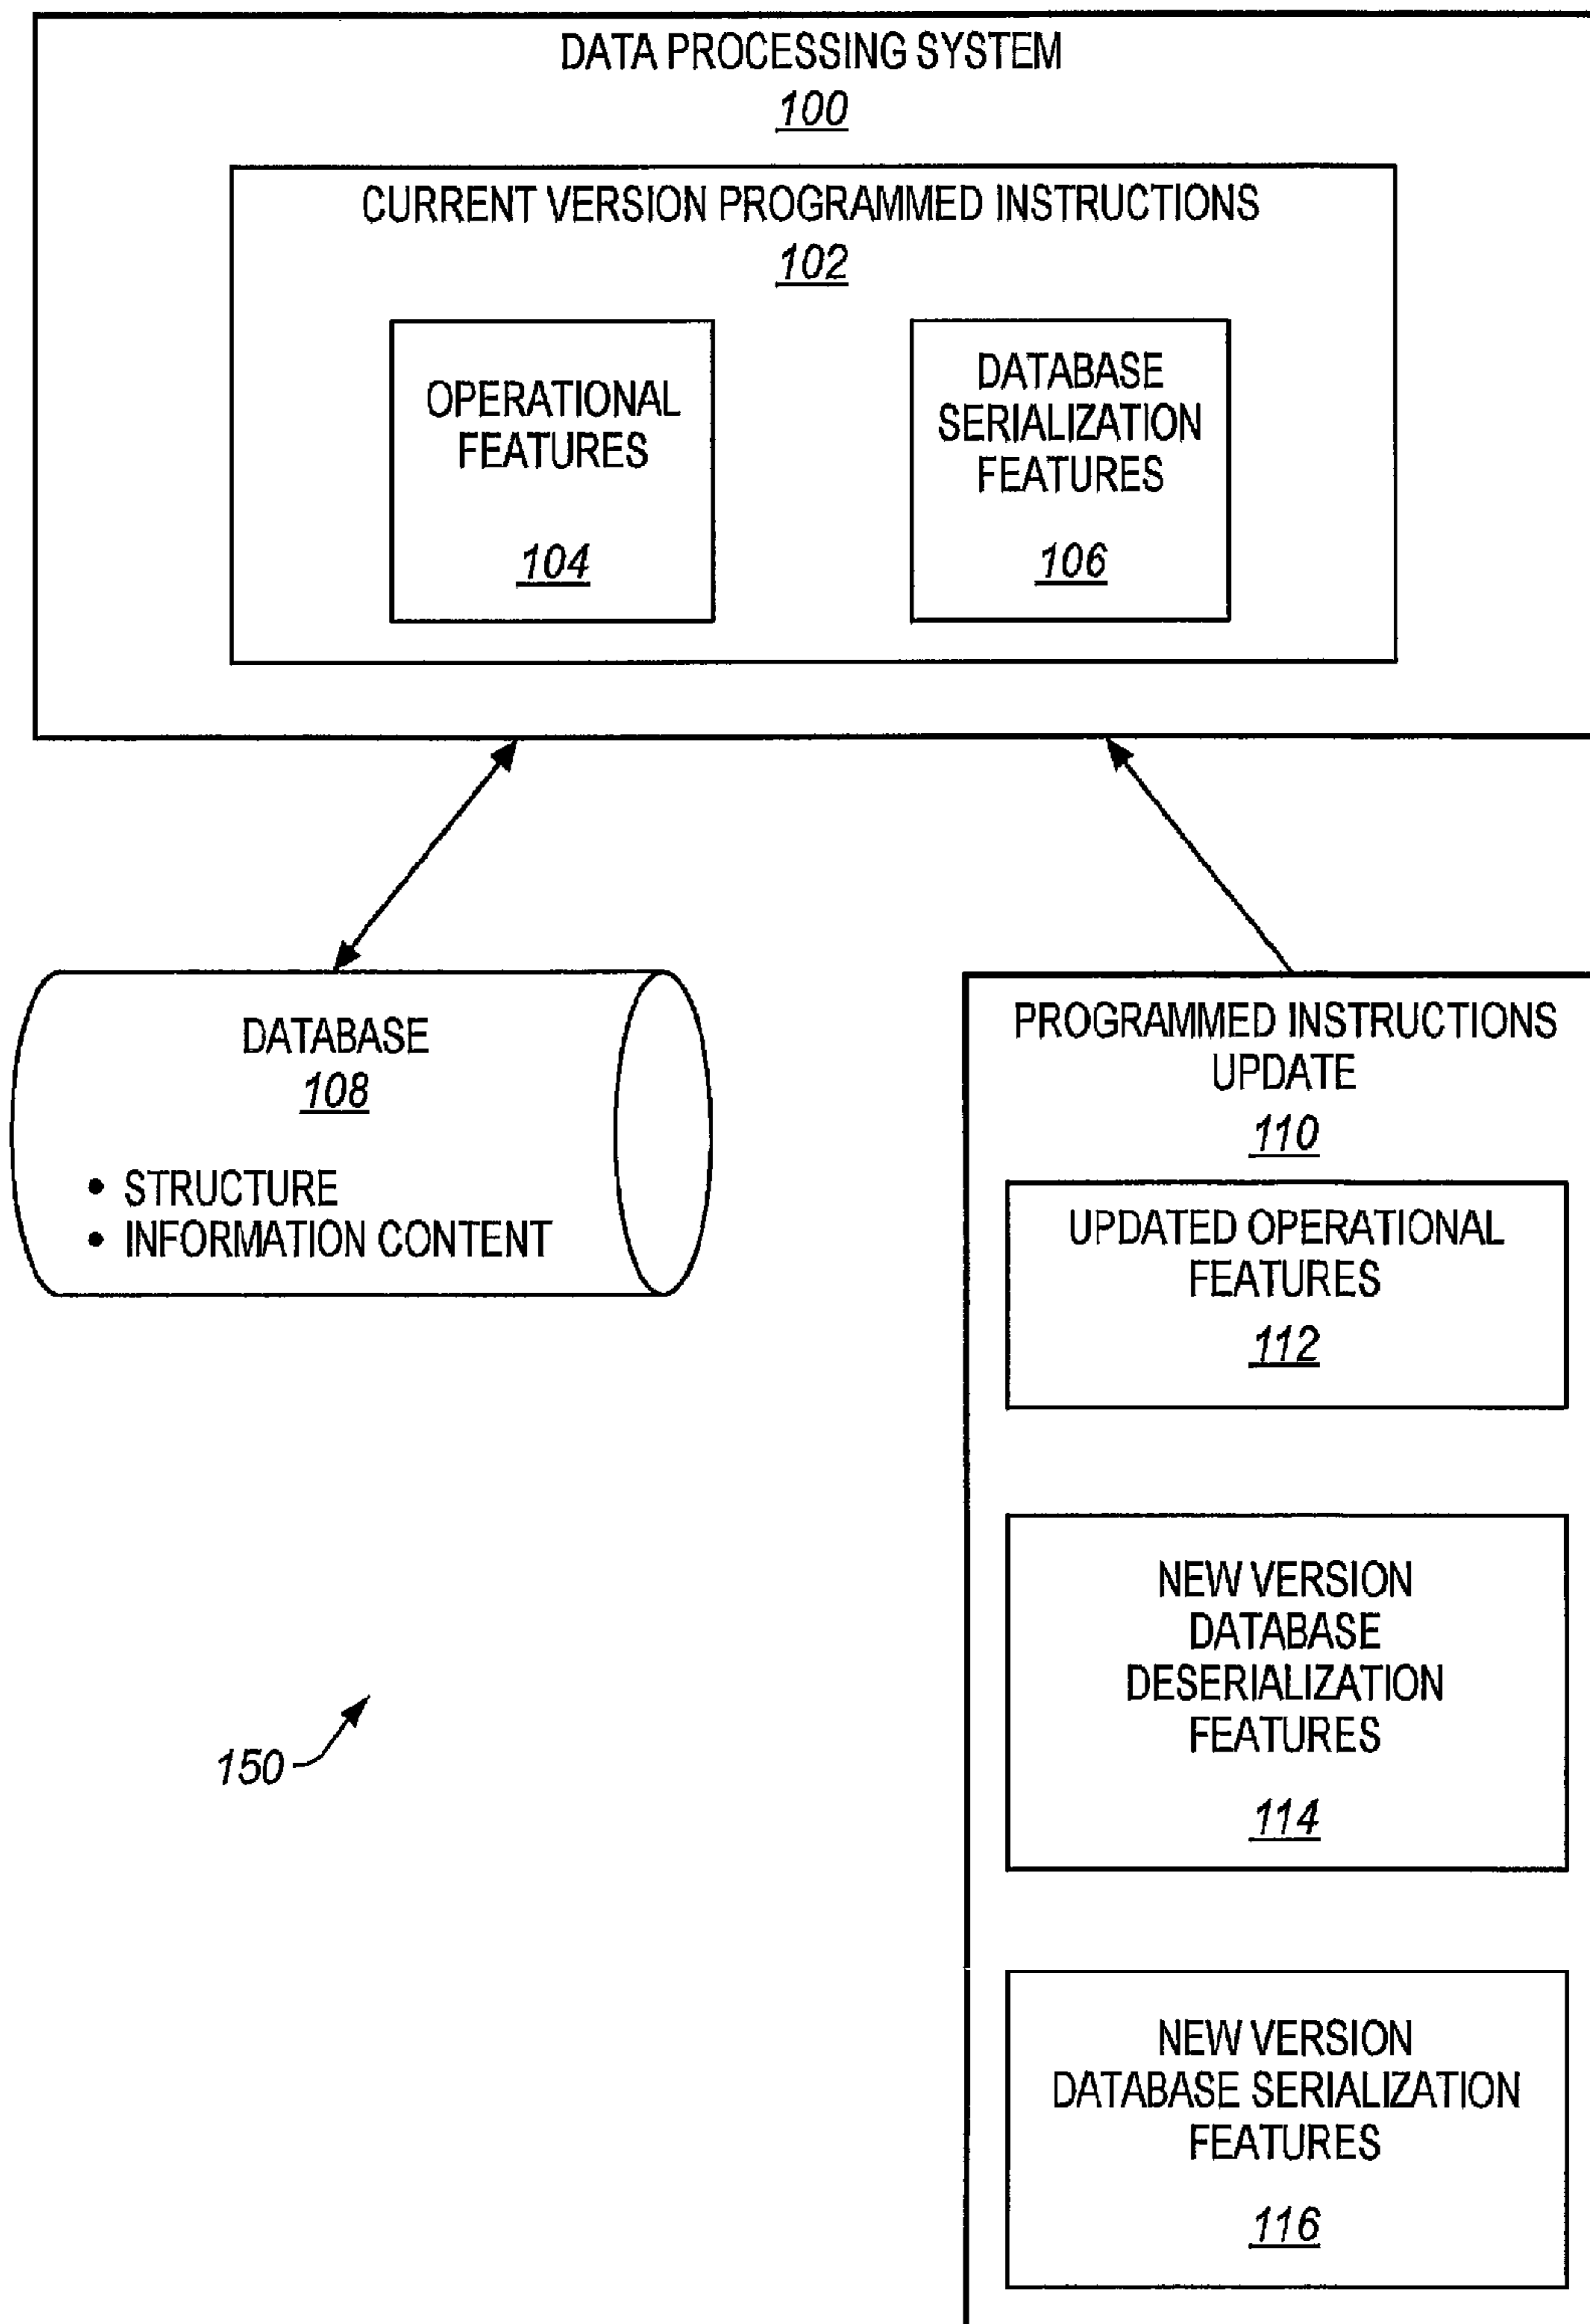 DATA PROCESSING SYSTEM
100
CURRENT VERSION PROGRAMMED INSTRUCTIONS
102
OPERATIONAL
FEATURES
104
DATABASE
SERIALIZATION
FEATURES
106
DATABASE
108
• STRUCTURE
• INFORMATION CONTENT
PROGRAMMED INSTRUCTIONS
UPDATE
110
UPDATED OPERATIONAL
FEATURES
112
NEW VERSION
DATABASE
DESERIALIZATION
FEATURES
114
150
NEW VERSION
DATABASE SERIALIZATION
FEATURES
116